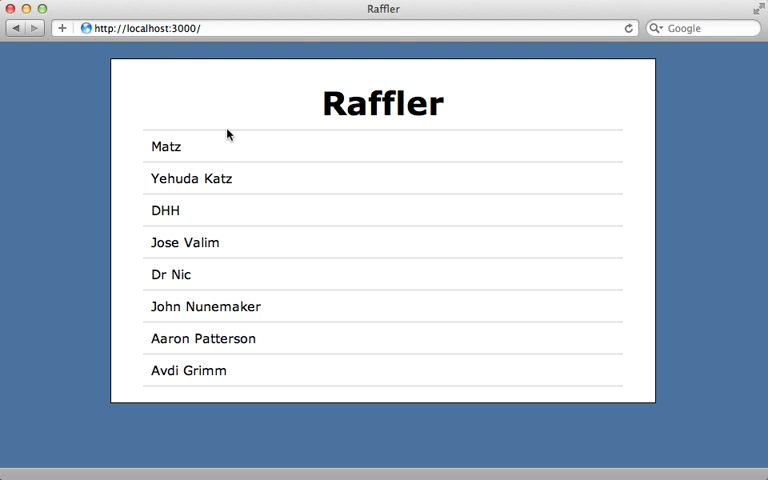 Raffler
http://localhost:3000/
Google
Raffler
Matz
Yehuda Katz
DHH
Jose Valim
Dr Nic
John Nunemaker
Aaron Patterson
Avdi Grimm